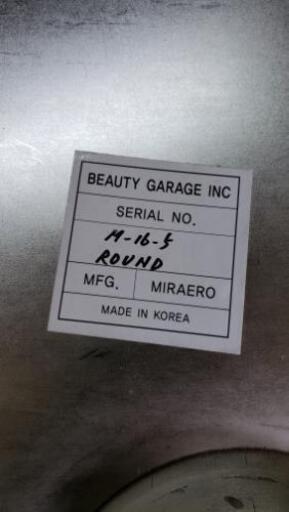 BEAUTY GARAGE INC
SERIAL NO.
M-16-5
ROUND
MFG. MIRAERO
MADE IN KOREA